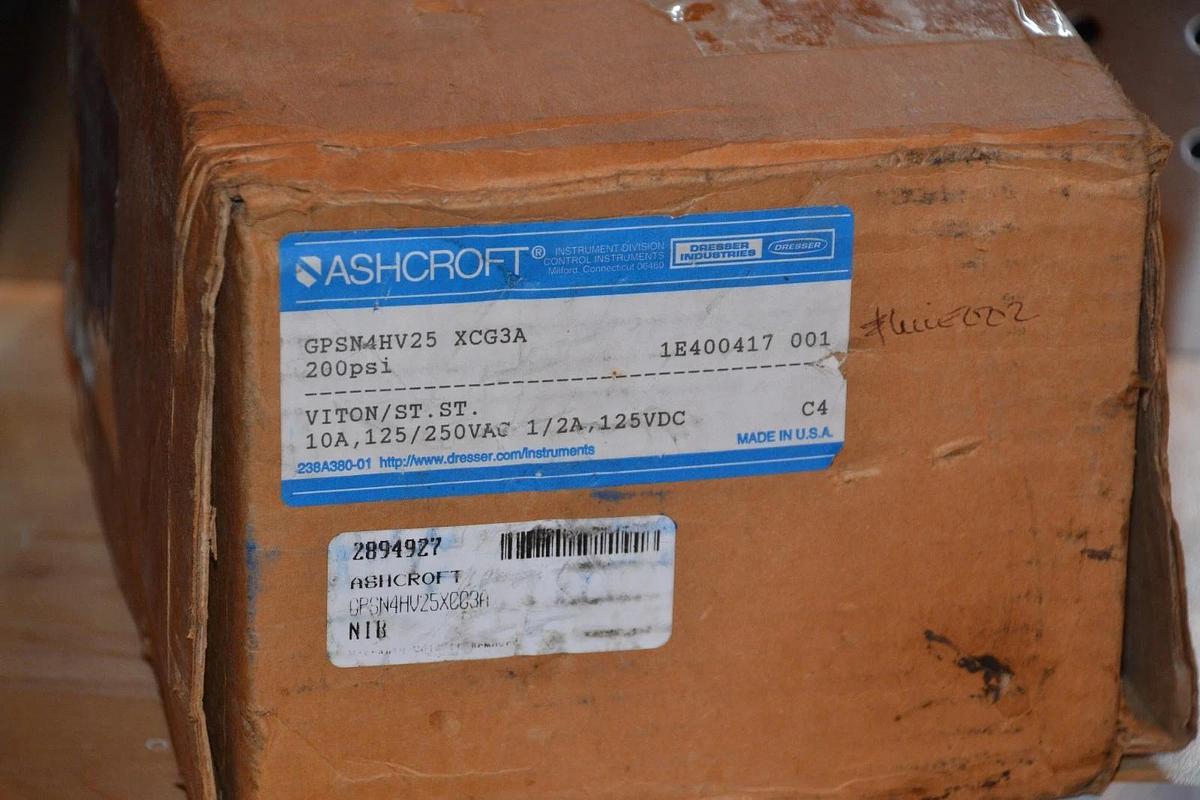 ASHCROFT®
INSTRUMENT DIVISION
CONTROL INSTRUMENTS
Milford, Connecticut 06460
DRESSER
INDUSTRIES
DRESSER
GPSN4HV25 XCG3A
1E400417 001
200psi
VITON/ST.ST.
C4
10A,125/250VAC 1/2A,125VDC
238A380-01 http://www.dresser.com/instruments
MADE IN U.S.A.
2894927
ASHCROFT
GPSN4HV25XCG3A
NIB